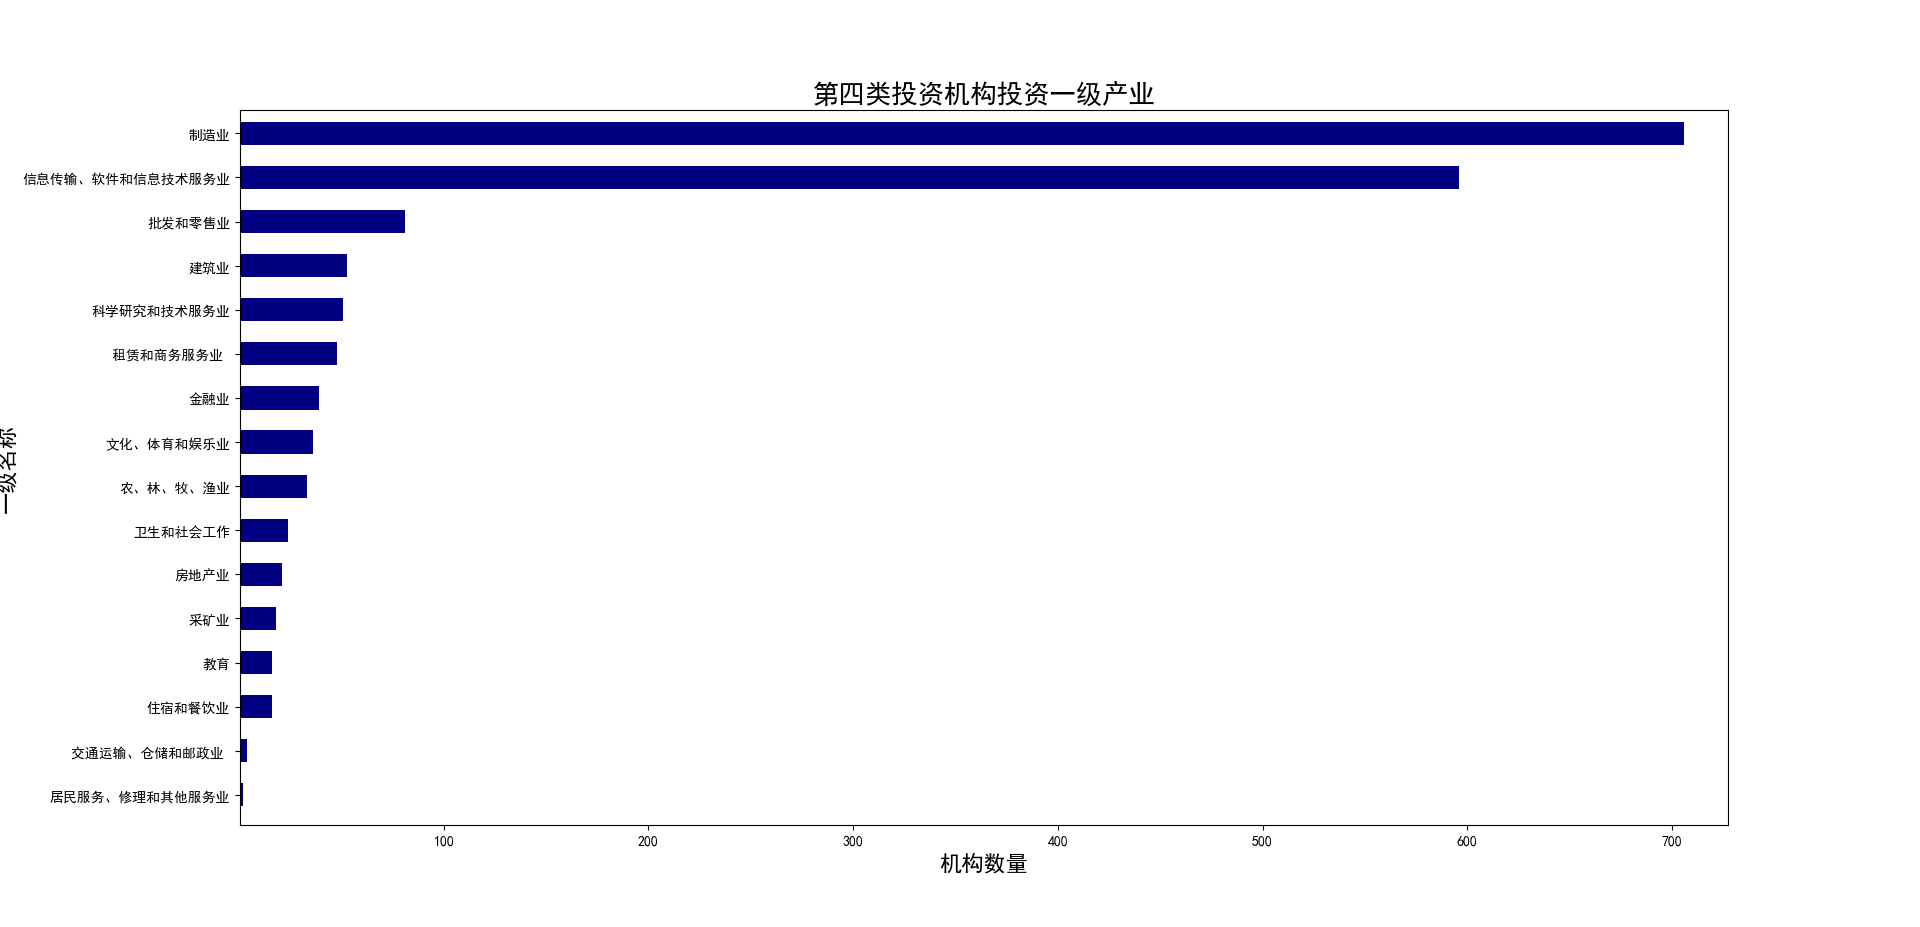 第四类投资机构投资一级产业
制造业
信息传输、软件和信息技术服务业
批发和零售业
建筑业
科学研究和技术服务业
租赁和商务服务业
金融业
文化、体育和娱乐业
农、林、牧、渔业
卫生和社会工作
房地产业
采矿业
教育
住宿和餐饮业
交通运输、仓储和邮政业
居民服务、修理和其他服务业
一级名称
100 200 300 400 500 600 700
机构数量